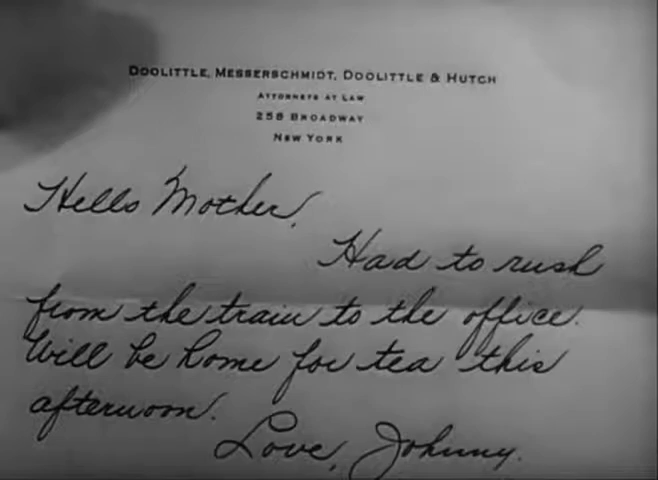 Doolittle, Messerschmidt, Doolittle & Hutch
Attorneys at Law
258 Broadway
New York
Hello Mother,
Had to rush
from the train to the office.
Will be home for tea this
afternoon.
Love, Johnny.